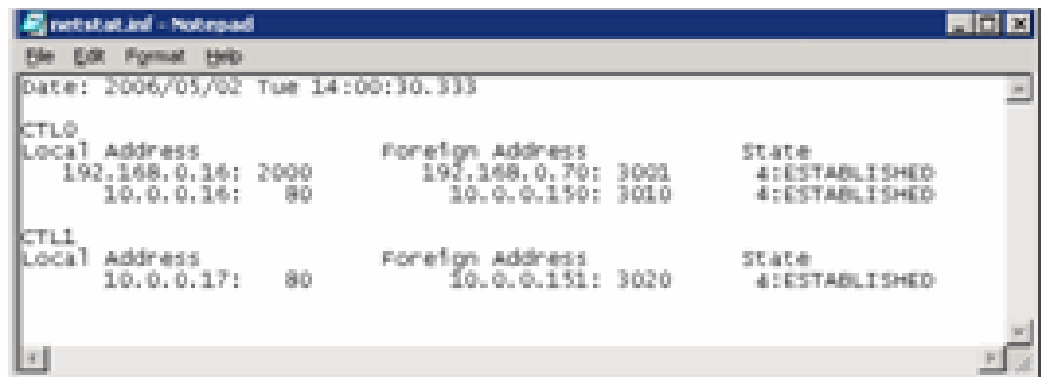 netstat.inf - Notepad
File Edit Format Help
Date: 2006/05/02 Tue 14:00:30.333
CTL0
Local Address Foreign Address State
192.168.0.16: 2000 192.168.0.70: 3001 4:ESTABLISHED
10.0.0.16: 80 10.0.0.150: 3010 4:ESTABLISHED
CTL1
Local Address Foreign Address State
10.0.0.17: 80 10.0.0.151: 3020 4:ESTABLISHED